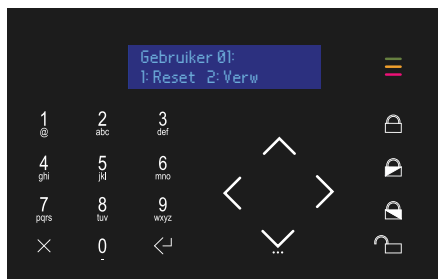 Gebruiker 01:
1: Reset 2: Verw
1 2 3
@ abc def
4 5 6
ghi jkl mno
7 8 9
pqrs tuv wxyz
0
-
...